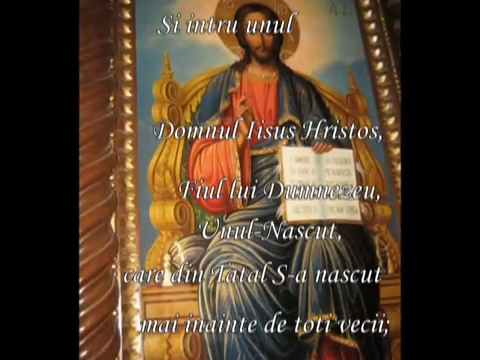 Si intru unul
Domnul Iisus Hristos,
Fiul lui Dumnezeu,
Unul-Nascut,
care din Tatal S-a nascut
mai inainte de toti vecii;